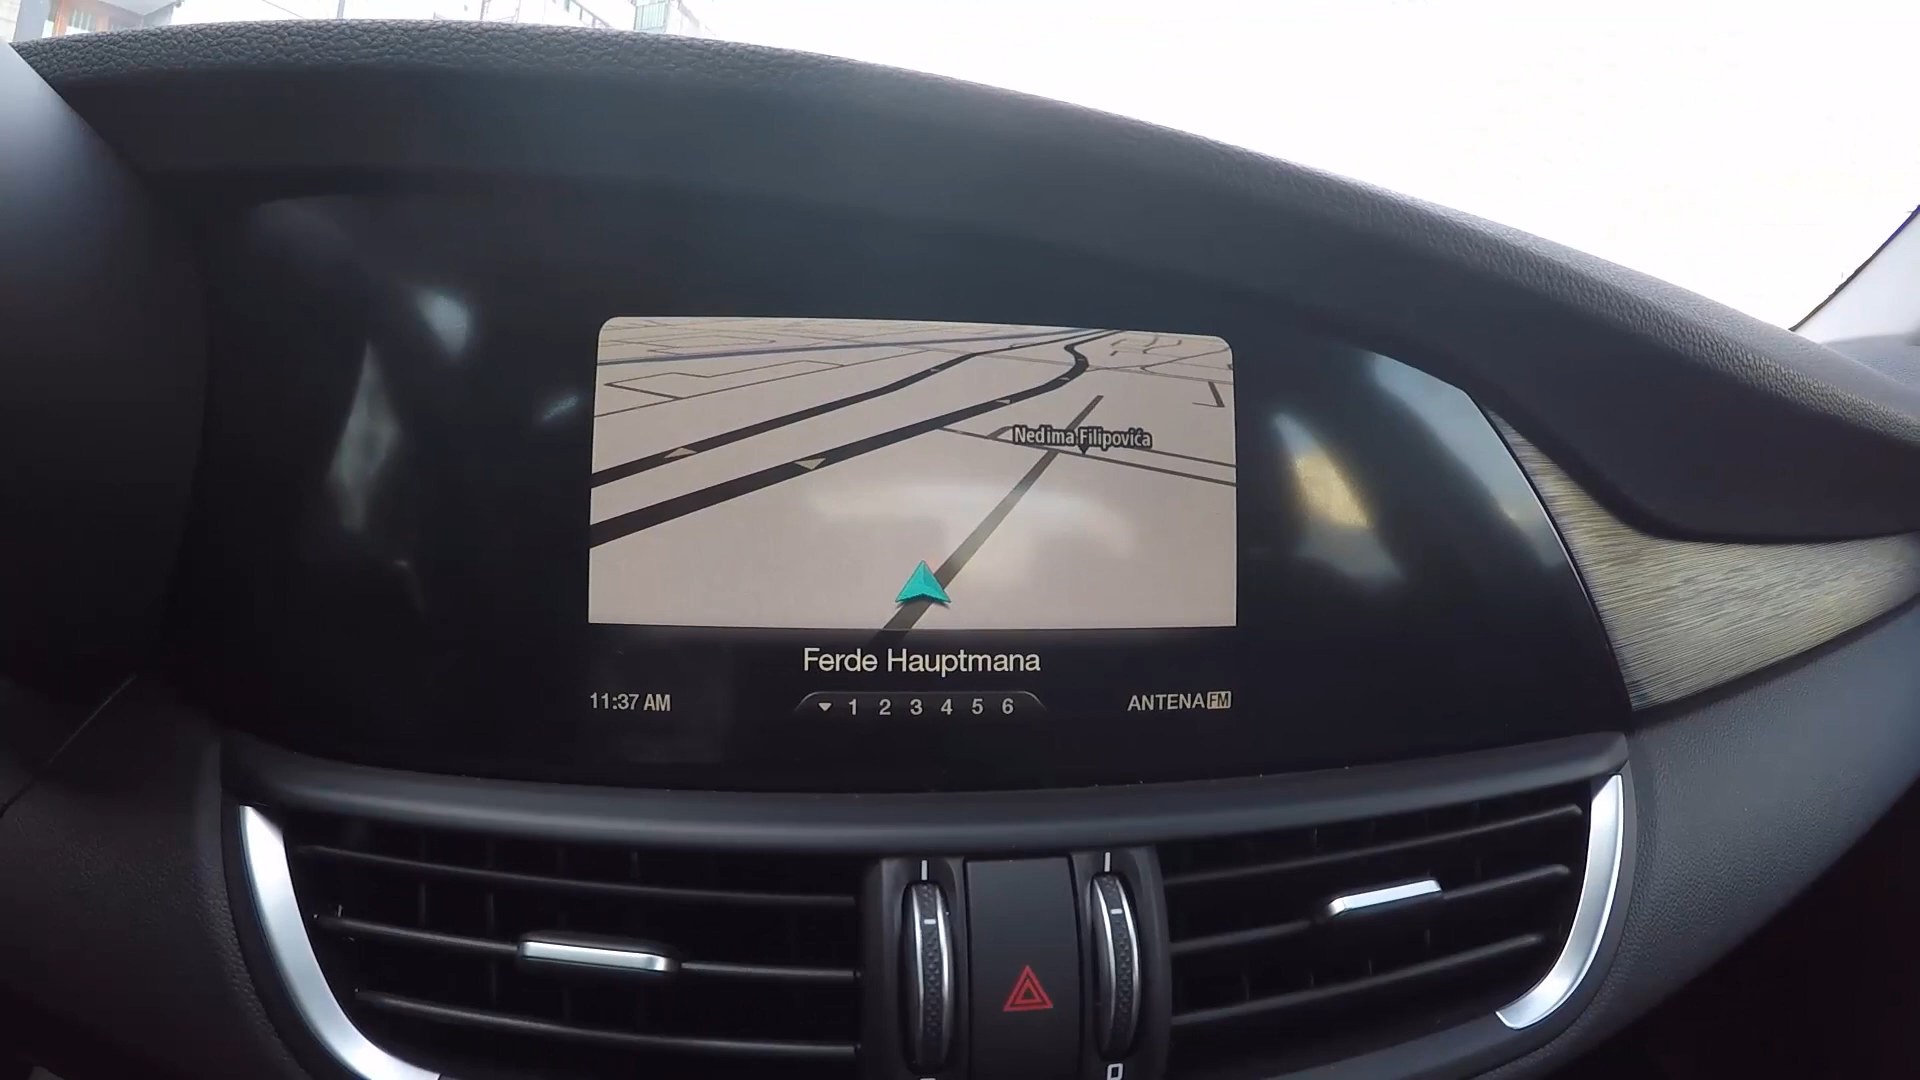 Nedima Filipovića
Ferde Hauptmana
11:37 AM
1 2 3 4 5 6
ANTENA FM